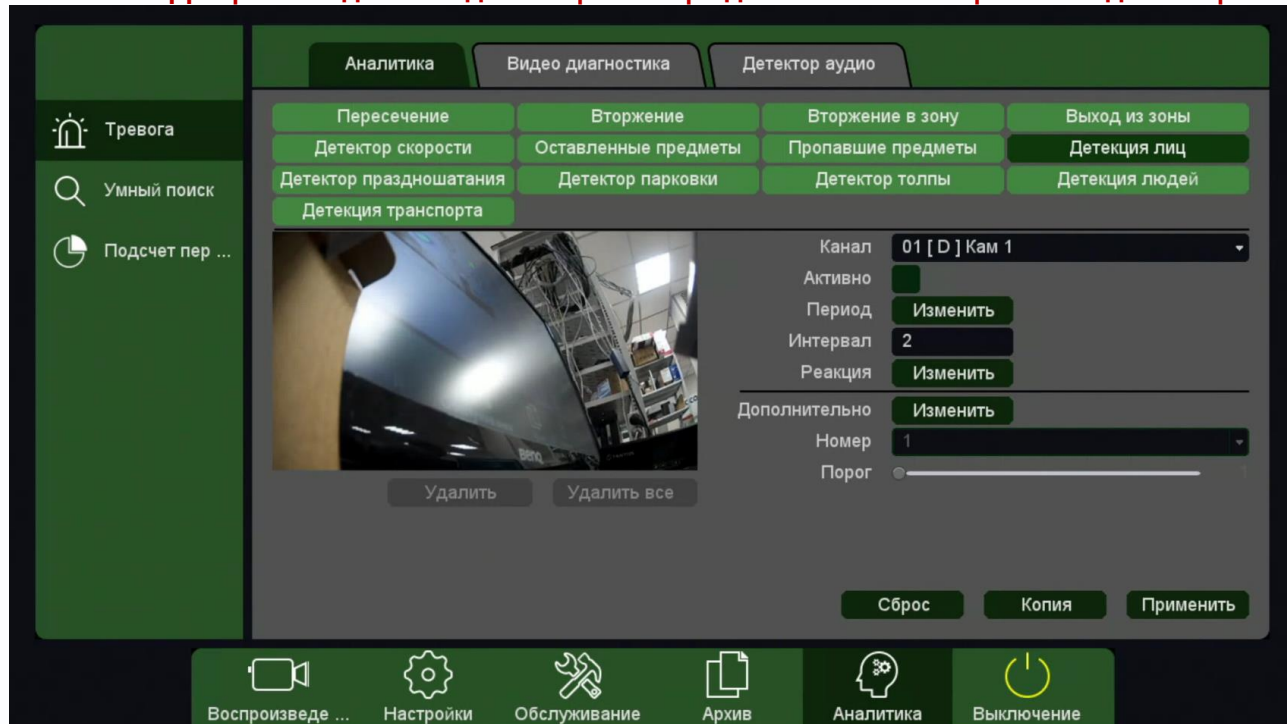 Аналитика Видео диагностика Детектор аудио
Тревога
Умный поиск
Подсчет пер ...
Пересечение Вторжение Вторжение в зону Выход из зоны
Детектор скорости Оставленные предметы Пропавшие предметы Детекция лиц
Детектор праздношатания Детектор парковки Детектор толпы Детекция людей
Детекция транспорта
Канал 01 [ D ] Кам 1
Активно
Период Изменить
Интервал 2
Реакция Изменить
Дополнительно Изменить
Номер 1
Порог 1
BenQ
Удалить Удалить все
Сброс Копия Применить
Воспроизведе ... Настройки Обслуживание Архив Аналитика Выключение